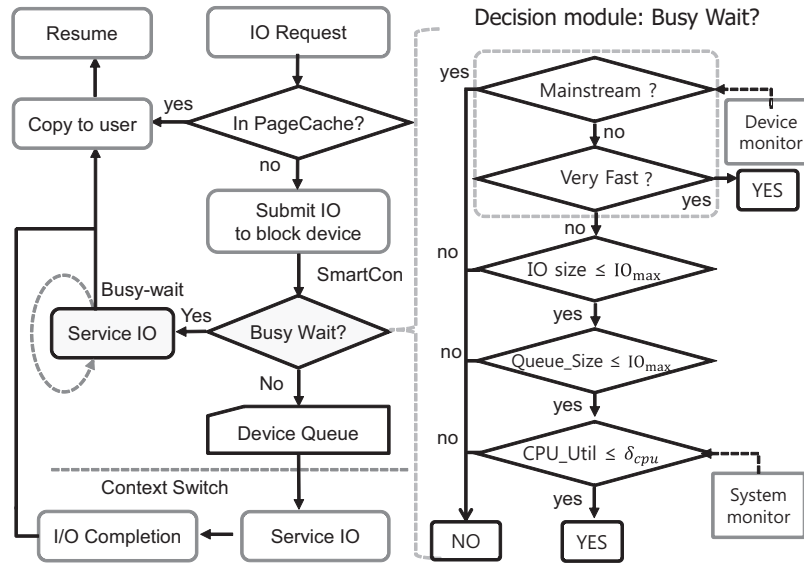 Decision module: Busy Wait?
Resume
IO Request
yes
Mainstream ?
Copy to user
yes
In PageCache?
no
Device
monitor
no
Very Fast ?
yes
YES
Submit IO
to block device
no
SmartCon
no
IO size ≤ IOmax
Busy-wait
yes
Service IO
Yes
Busy Wait?
no
Queue_Size ≤ IOmax
No
yes
Device Queue
no
CPU_Util ≤ δcpu
Context Switch
yes
System
monitor
I/O Completion
Service IO
NO
YES